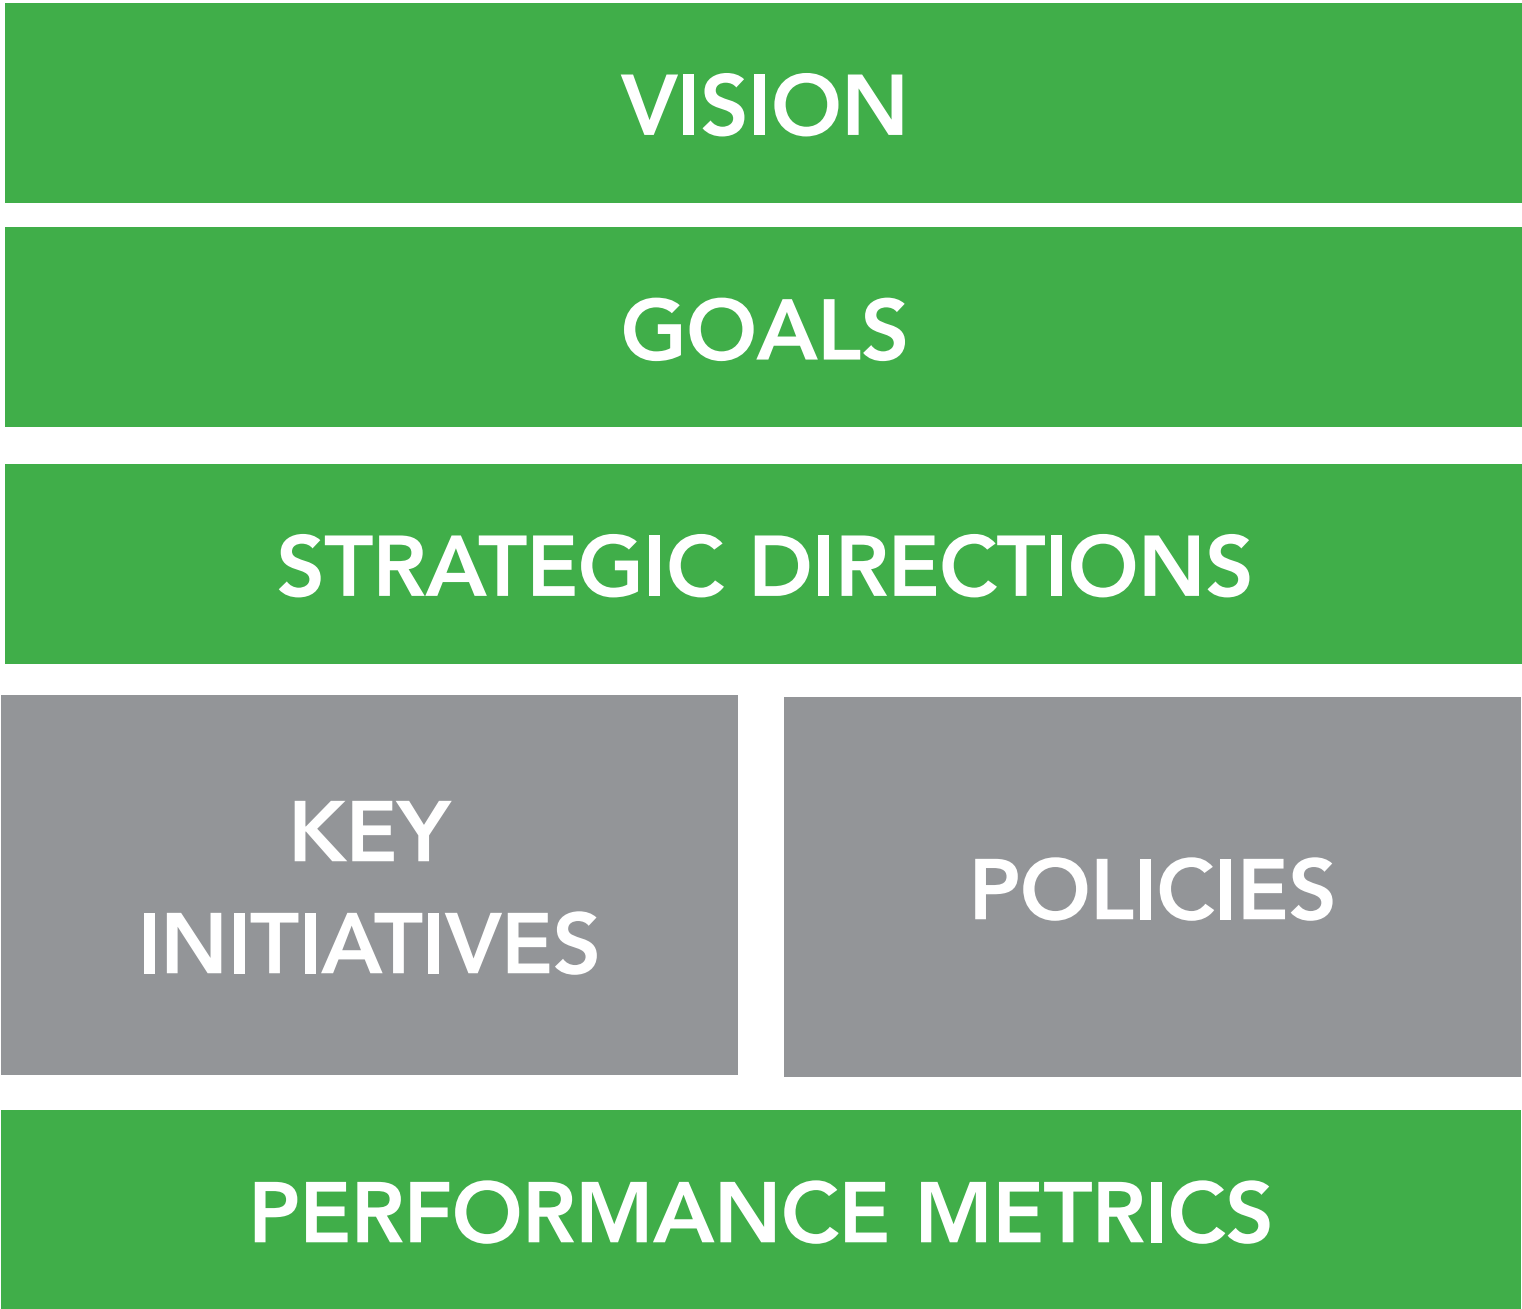 VISION
GOALS
STRATEGIC DIRECTIONS
KEY
INITIATIVES
POLICIES
PERFORMANCE METRICS